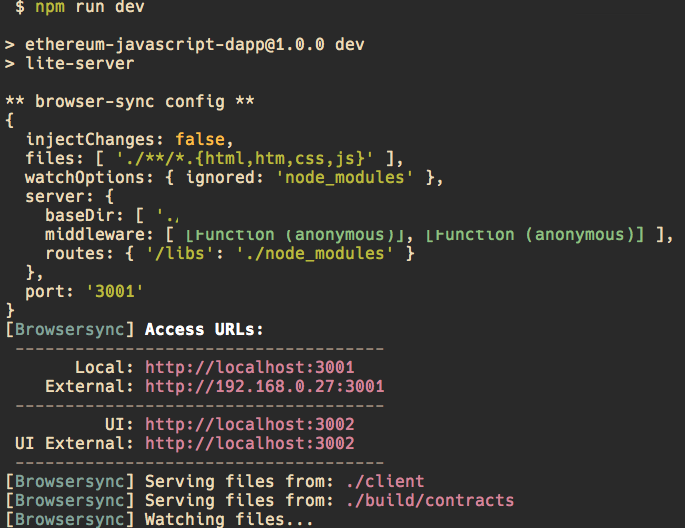 $ npm run dev
> ethereum-javascript-dapp@1.0.0 dev
> lite-server
** browser-sync config **
{
injectChanges: false,
files: [ './**/*.{html,htm,css,js}' ],
watchOptions: { ignored: 'node_modules' },
server: {
baseDir: [ './
middleware: [ [Function (anonymous)], [Function (anonymous)] ],
routes: { '/libs': './node_modules' }
},
port: '3001'
}
[Browsersync] Access URLs:
-------------------------------------
Local: http://localhost:3001
External: http://192.168.0.27:3001
-------------------------------------
UI: http://localhost:3002
UI External: http://localhost:3002
-------------------------------------
[Browsersync] Serving files from: ./client
[Browsersync] Serving files from: ./build/contracts
[Browsersync] Watching files...